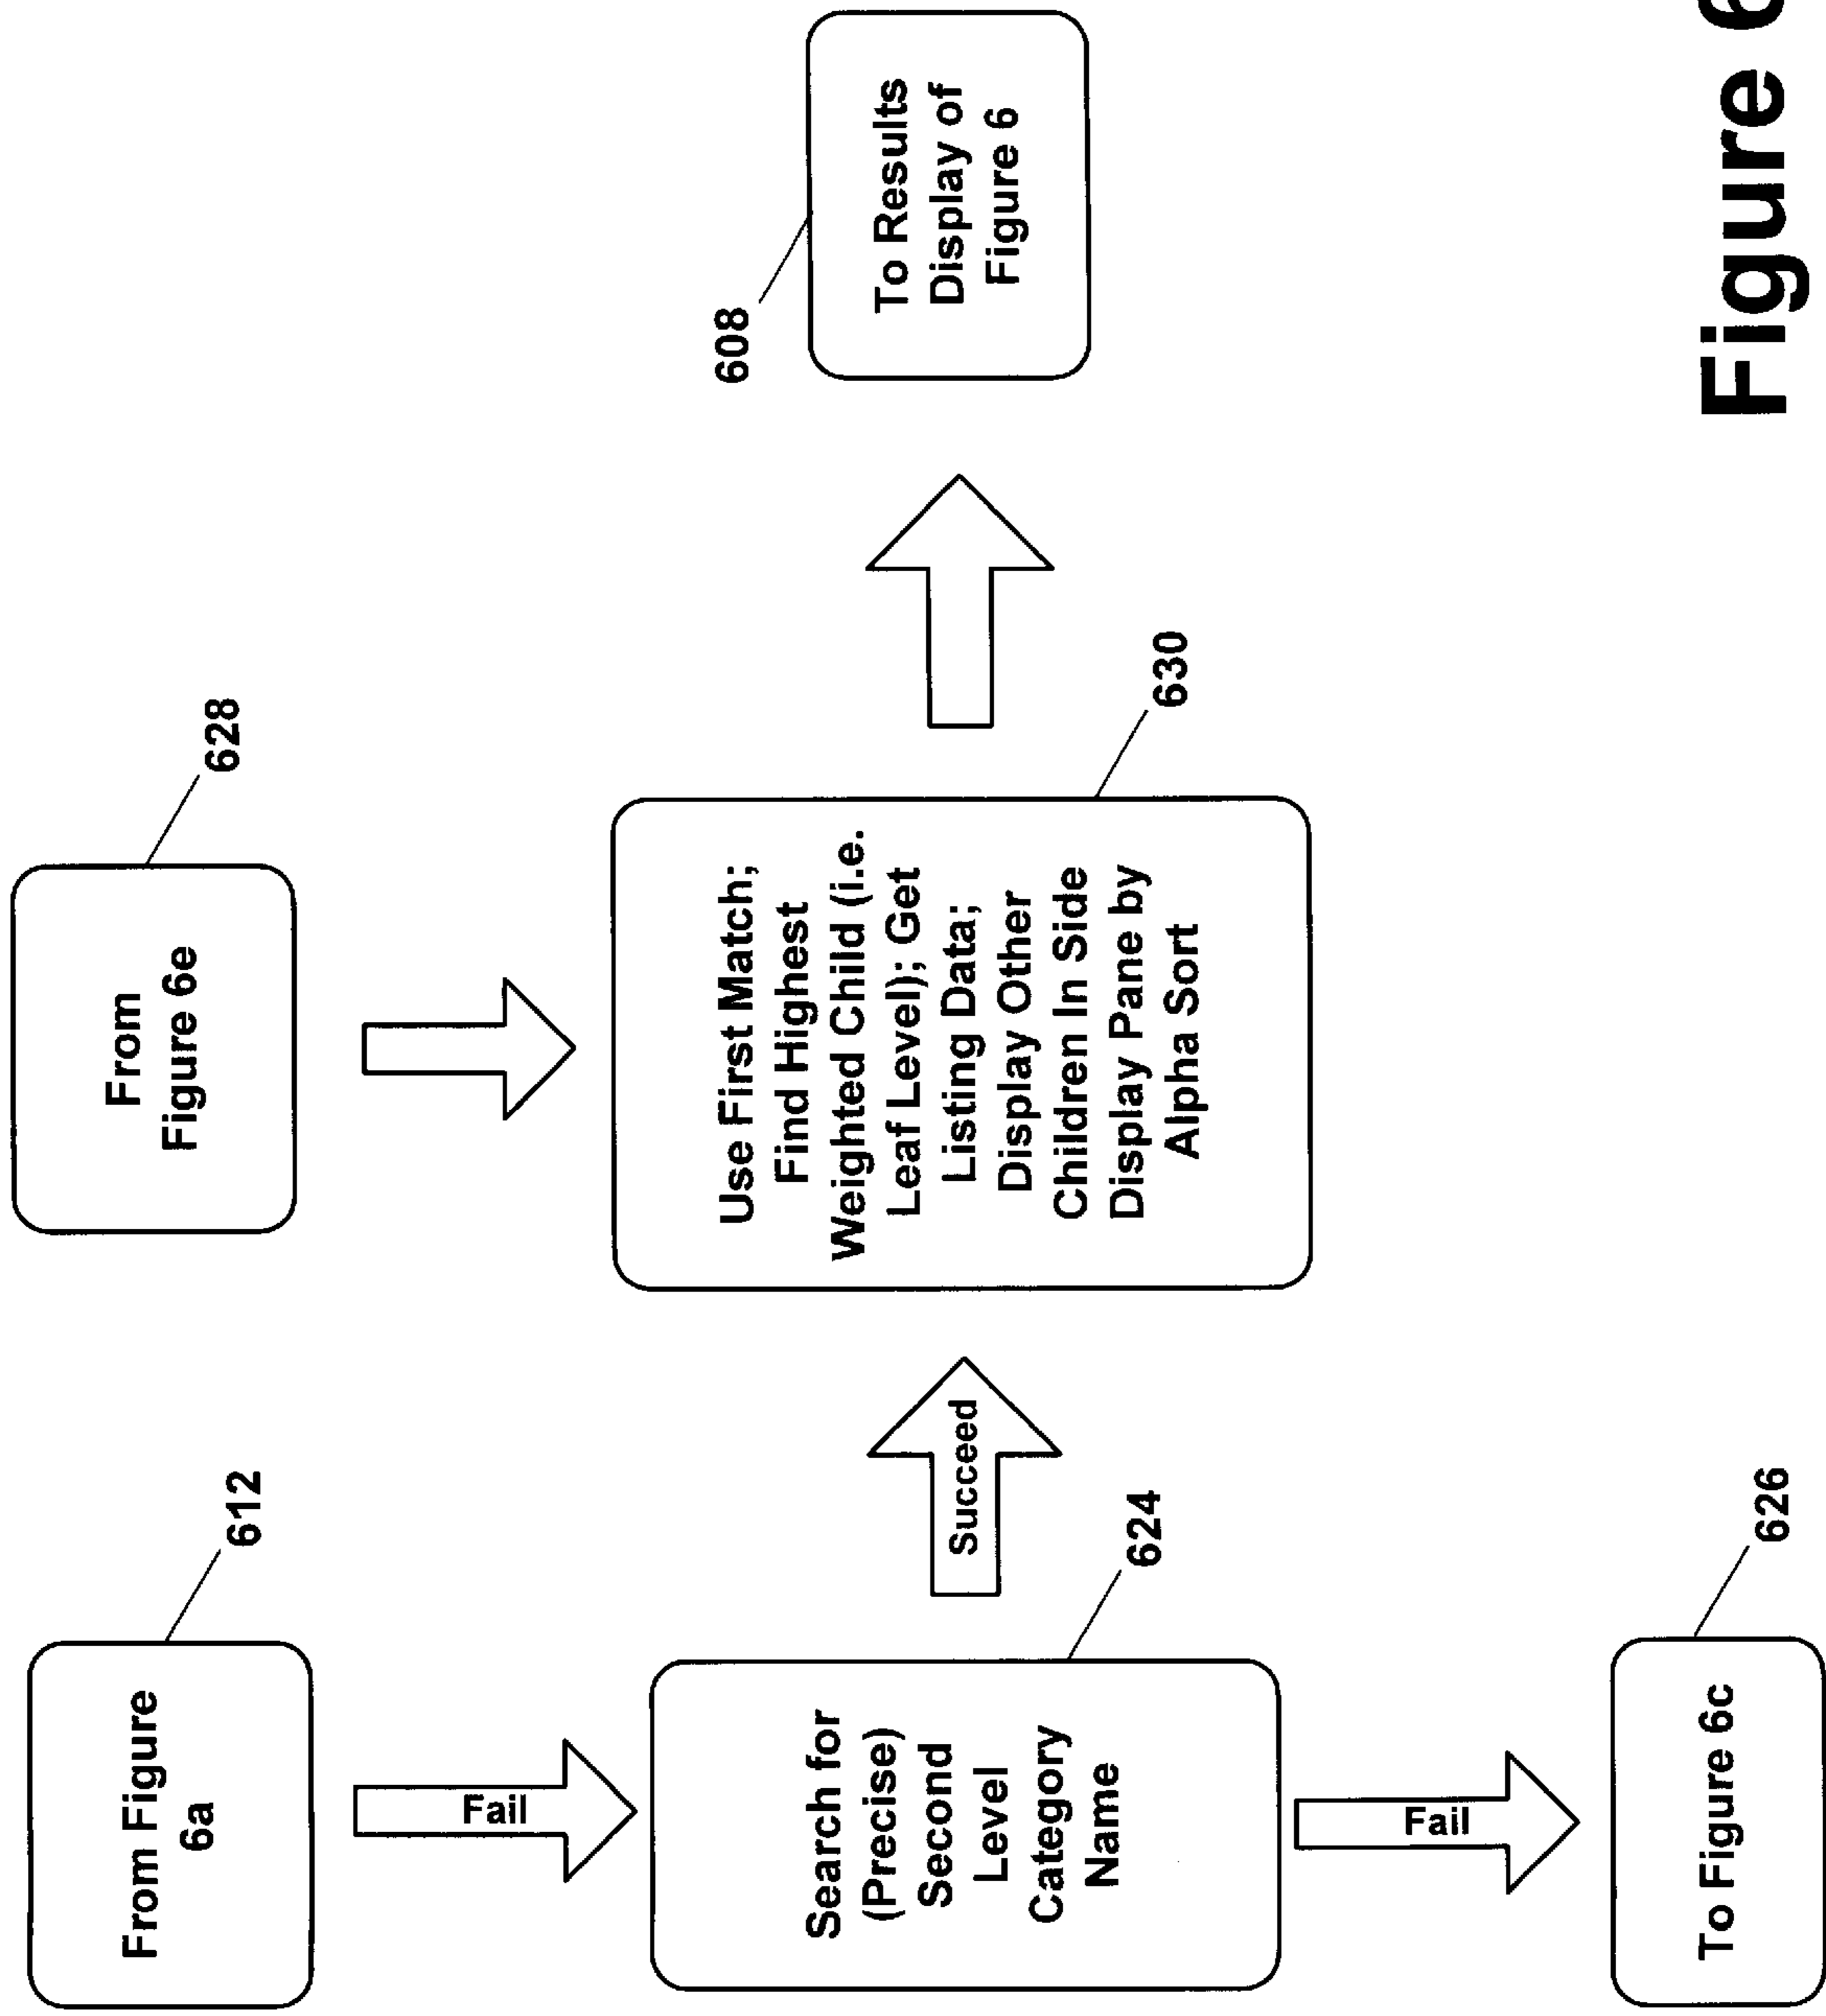 From Figure
6a
612
Fail
Search for
(Precise)
Second
Level
Category
Name
624
Fail
To Figure 6c
626
Succeed
From
Figure 6e
628
Use First Match;
Find Highest
Weighted Child (i.e.
Leaf Level); Get
Listing Data;
Display Other
Children In Side
Display Pane by
Alpha Sort
630
608
To Results
Display of
Figure 6
Figure